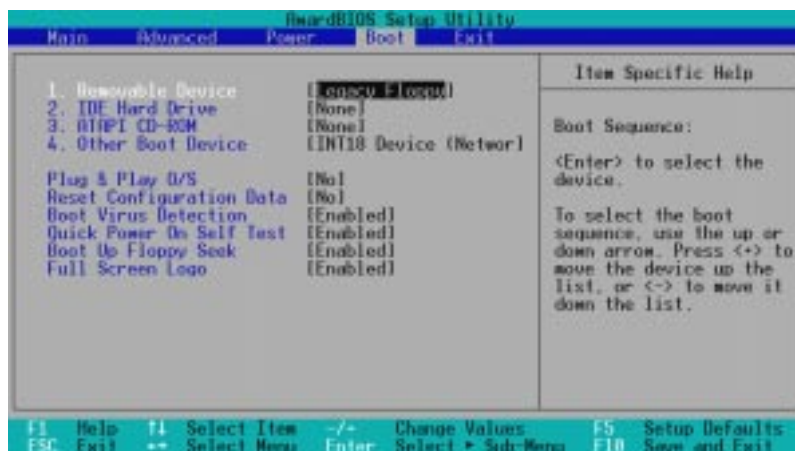 AwardBIOS Setup Utility
Main Advanced Power Boot Exit
1. Removable Device [Legacy Floppy]
2. IDE Hard Drive [None]
3. ATAPI CD-ROM [None]
4. Other Boot Device [INT18 Device (Networ]
Plug & Play O/S [No]
Reset Configuration Data [No]
Boot Virus Detection [Enabled]
Quick Power On Self Test [Enabled]
Boot Up Floppy Seek [Enabled]
Full Screen Logo [Enabled]
Item Specific Help
Boot Sequence:
<Enter> to select the
device.
To select the boot
sequence, use the up or
down arrow. Press <+> to
move the device up the
list, or <-> to move it
down the list.
F1 Help ↑↓ Select Item -/+ Change Values F5 Setup Defaults
ESC Exit ←→ Select Menu Enter Select ► Sub-Menu F10 Save and Exit